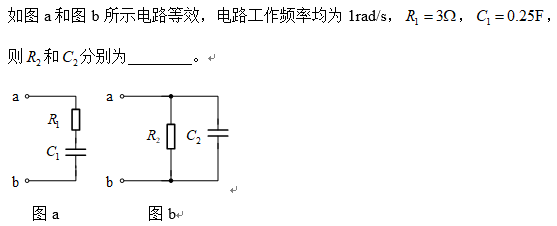 如图 a 和图 b 所示电路等效，电路工作频率均为 1rad/s，R₁ = 3Ω，C₁ = 0.25F，
则 R₂ 和 C₂ 分别为________。↵
a a
R₁ R₂ C₂
C₁
b b ↵
图 a 图 b↵